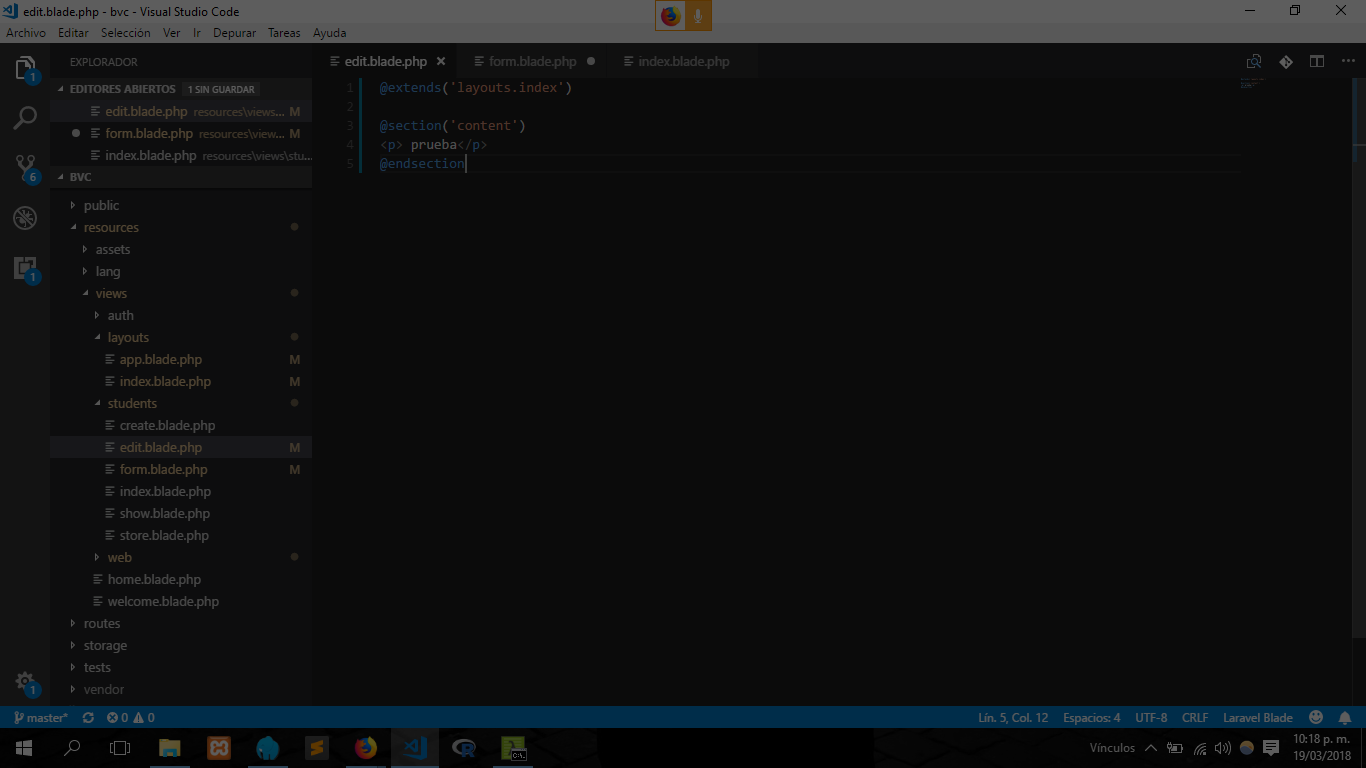 edit.blade.php - bvc - Visual Studio Code
Archivo Editar Selección Ver Ir Depurar Tareas Ayuda
EXPLORADOR
EDITORES ABIERTOS 1 SIN GUARDAR
edit.blade.php resources\views... M
form.blade.php resources\view... M
index.blade.php resources\views\stu...
BVC
public
resources
assets
lang
views
auth
layouts
app.blade.php M
index.blade.php M
students
create.blade.php
edit.blade.php M
form.blade.php M
index.blade.php
show.blade.php
store.blade.php
web
home.blade.php
welcome.blade.php
routes
storage
tests
vendor
1
6
1
1
edit.blade.php form.blade.php index.blade.php
1 @extends('layouts.index')
2
3 @section('content')
4 <p> prueba</p>
5 @endsection
master* 0 0 Lín. 5, Col. 12 Espacios: 4 UTF-8 CRLF Laravel Blade
Vínculos 10:18 p. m.
19/03/2018